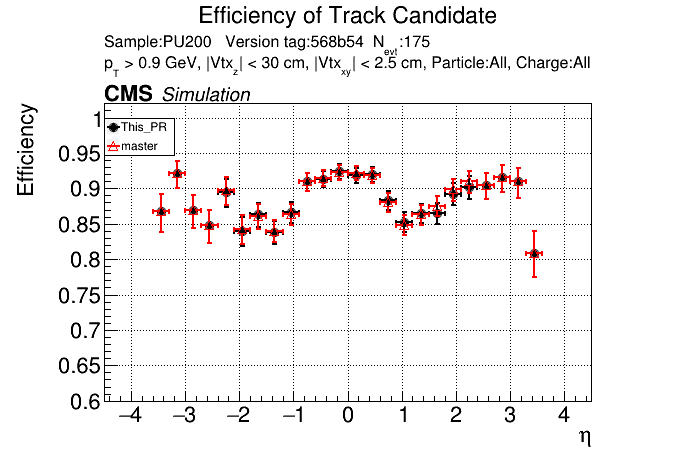 Efficiency of Track Candidate
Sample:PU200 Version tag:568b54 N_evt:175
p_T > 0.9 GeV, |Vtx_z| < 30 cm, |Vtx_xy| < 2.5 cm, Particle:All, Charge:All
CMS Simulation
Efficiency
1
This_PR
master
0.95
0.9
0.85
0.8
0.75
0.7
0.65
0.6
−4 −3 −2 −1 0 1 2 3 4
η